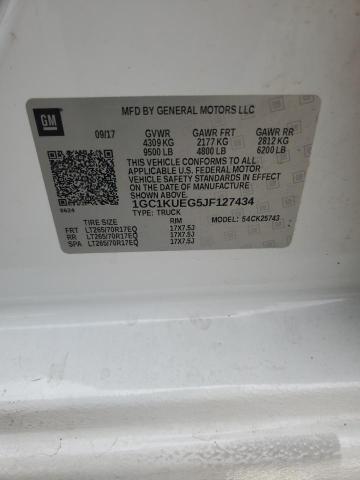 GM
MFD BY GENERAL MOTORS LLC
09/17 GVWR GAWR FRT GAWR RR
4309 KG 2177 KG 2812 KG
9500 LB 4800 LB 6200 LB
THIS VEHICLE CONFORMS TO ALL
APPLICABLE U.S. FEDERAL MOTOR
VEHICLE SAFETY STANDARDS IN
EFFECT ON THE DATE OF MANUFACTURE
SHOWN ABOVE.
1GC1KUEG5JF127434
TYPE: TRUCK
8624 MODEL: 54CK25743
TIRE SIZE RIM
FRT LT265/70R17EQ 17X7.5J
RR LT265/70R17EQ 17X7.5J
SPA LT265/70R17EQ 17X7.5J